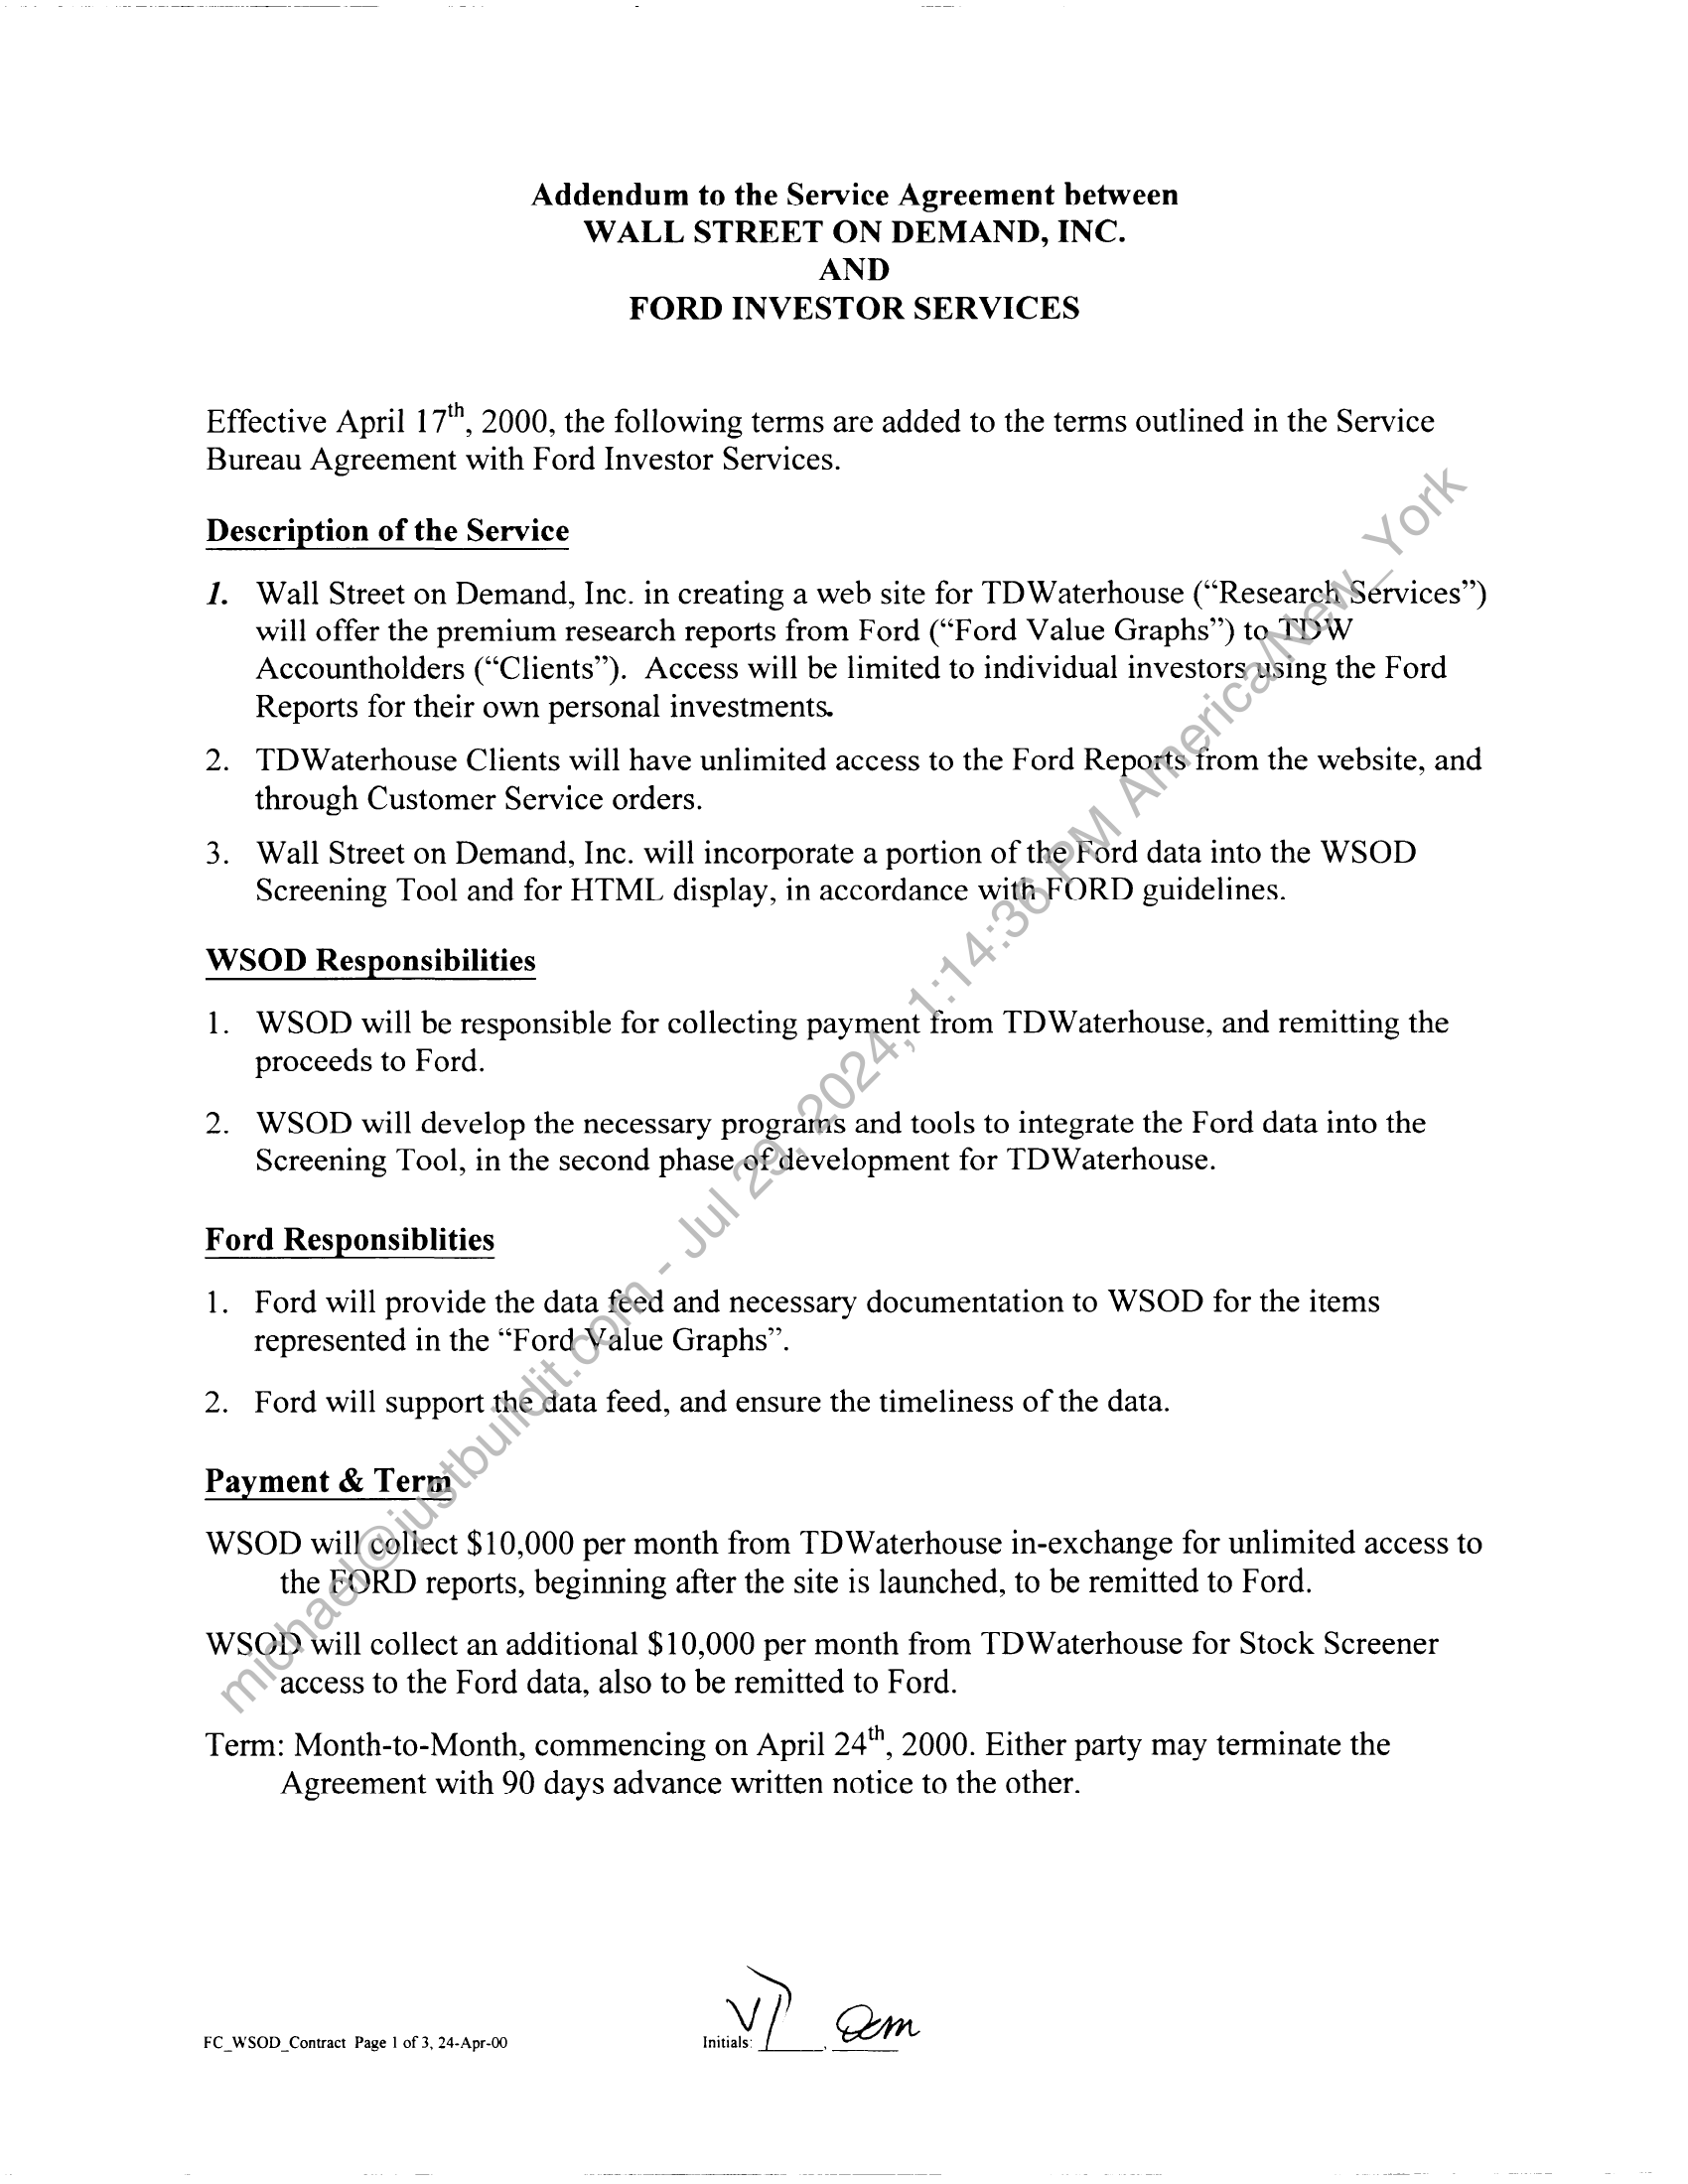 Addendum to the Service Agreement between
WALL STREET ON DEMAND, INC.
AND
FORD INVESTOR SERVICES
Effective April 17th, 2000, the following terms are added to the terms outlined in the Service
Bureau Agreement with Ford Investor Services.
Description of the Service
1. Wall Street on Demand, Inc. in creating a web site for TDWaterhouse (“Research Services”)
will offer the premium research reports from Ford (“Ford Value Graphs”) to TDW
Accountholders (“Clients”).  Access will be limited to individual investors using the Ford
Reports for their own personal investments.
2. TDWaterhouse Clients will have unlimited access to the Ford Reports from the website, and
through Customer Service orders.
3. Wall Street on Demand, Inc. will incorporate a portion of the Ford data into the WSOD
Screening Tool and for HTML display, in accordance with FORD guidelines.
WSOD Responsibilities
1. WSOD will be responsible for collecting payment from TDWaterhouse, and remitting the
proceeds to Ford.
2. WSOD will develop the necessary programs and tools to integrate the Ford data into the
Screening Tool, in the second phase of development for TDWaterhouse.
Ford Responsiblities
1. Ford will provide the data feed and necessary documentation to WSOD for the items
represented in the “Ford Value Graphs”.
2. Ford will support the data feed, and ensure the timeliness of the data.
Payment & Term
WSOD will collect $10,000 per month from TDWaterhouse in-exchange for unlimited access to
the FORD reports, beginning after the site is launched, to be remitted to Ford.
WSOD will collect an additional $10,000 per month from TDWaterhouse for Stock Screener
access to the Ford data, also to be remitted to Ford.
Term: Month-to-Month, commencing on April 24th, 2000. Either party may terminate the
Agreement with 90 days advance written notice to the other.
FC_WSOD_Contract Page 1 of 3, 24-Apr-00
Initials: ,
michael@justbuildit.com - Jul 29, 2024, 1:14:36 PM America/New_York